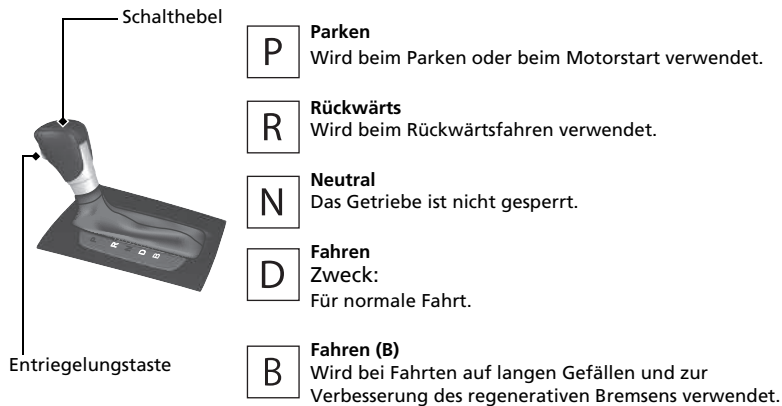 Schalthebel
P
Parken
Wird beim Parken oder beim Motorstart verwendet.
R
Rückwärts
Wird beim Rückwärtsfahren verwendet.
N
Neutral
Das Getriebe ist nicht gesperrt.
D
Fahren
Zweck:
Für normale Fahrt.
B
Fahren (B)
Wird bei Fahrten auf langen Gefällen und zur
Verbesserung des regenerativen Bremsens verwendet.
P
R
N
D
B
Entriegelungstaste